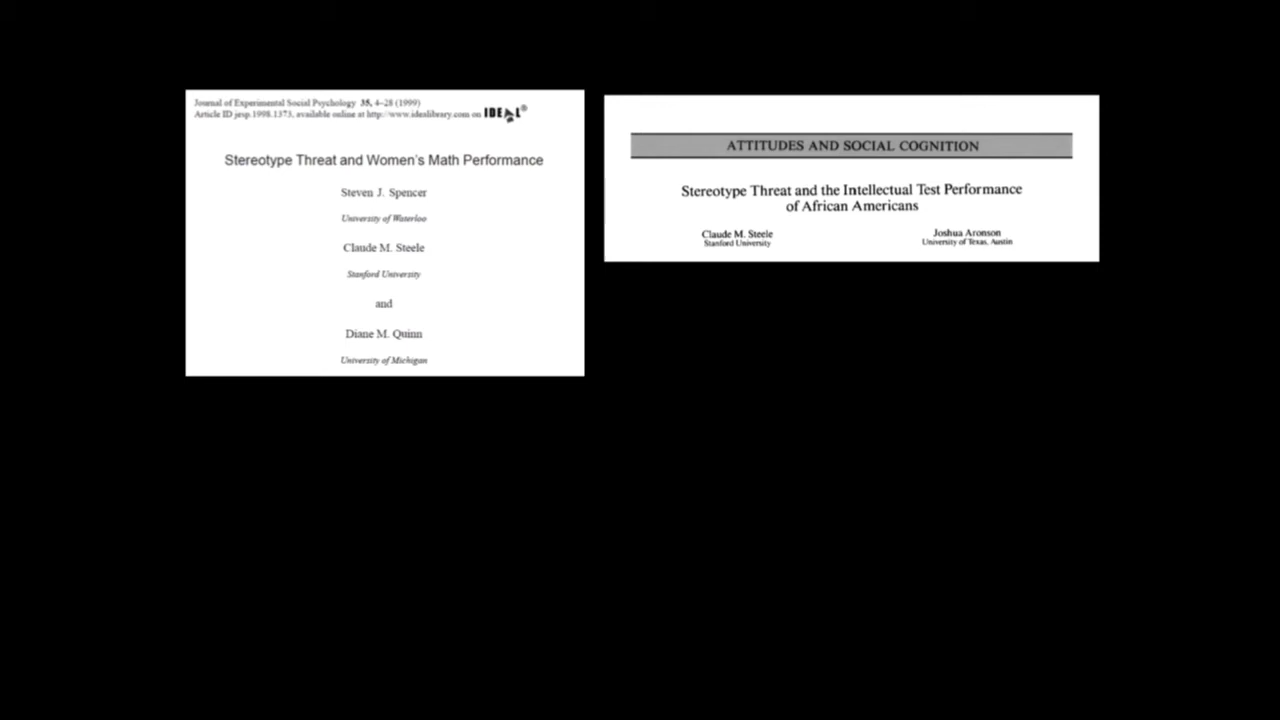 Journal of Experimental Social Psychology 35, 4–28 (1999)
Article ID jesp.1998.1373, available online at http://www.idealibrary.com on IDEAL®
Stereotype Threat and Women's Math Performance
Steven J. Spencer
University of Waterloo
Claude M. Steele
Stanford University
and
Diane M. Quinn
University of Michigan
ATTITUDES AND SOCIAL COGNITION
Stereotype Threat and the Intellectual Test Performance
of African Americans
Claude M. Steele
Stanford University
Joshua Aronson
University of Texas, Austin